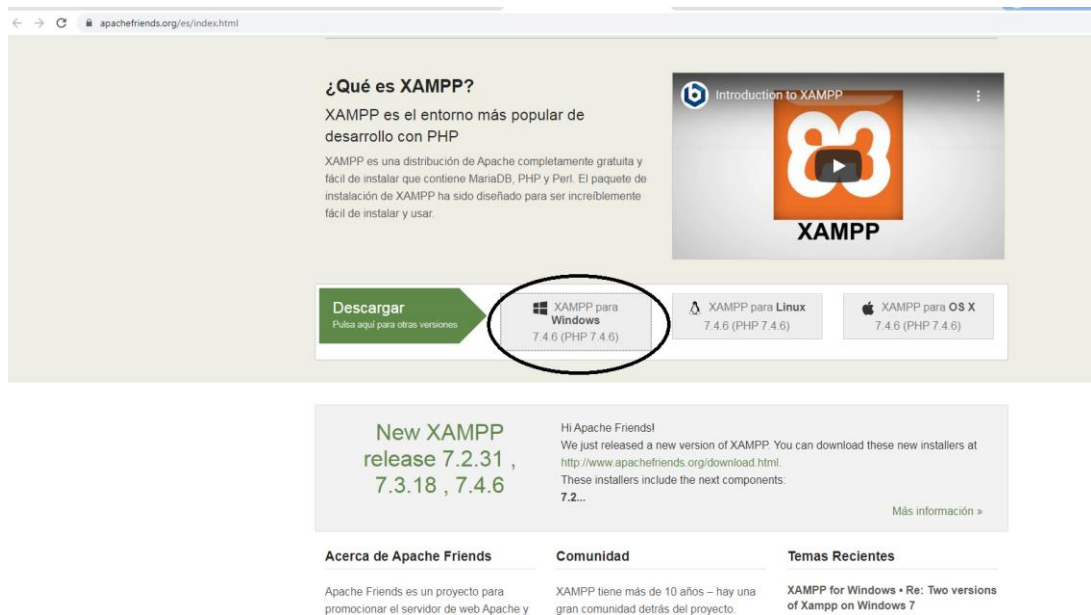 apachefriends.org/es/index.html
¿Qué es XAMPP?
XAMPP es el entorno más popular de
desarrollo con PHP
XAMPP es una distribución de Apache completamente gratuita y
fácil de instalar que contiene MariaDB, PHP y Perl. El paquete de
instalación de XAMPP ha sido diseñado para ser increíblemente
fácil de instalar y usar.
Introduction to XAMPP
XAMPP
Descargar
Pulsa aquí para otras versiones
XAMPP para
Windows
7.4.6 (PHP 7.4.6)
XAMPP para Linux
7.4.6 (PHP 7.4.6)
XAMPP para OS X
7.4.6 (PHP 7.4.6)
New XAMPP
release 7.2.31 ,
7.3.18 , 7.4.6
Hi Apache Friends!
We just released a new version of XAMPP. You can download these new installers at
http://www.apachefriends.org/download.html.
These installers include the next components:
7.2...
Más información »
Acerca de Apache Friends
Apache Friends es un proyecto para
promocionar el servidor de web Apache y
Comunidad
XAMPP tiene más de 10 años – hay una
gran comunidad detrás del proyecto.
Temas Recientes
XAMPP for Windows • Re: Two versions
of Xampp on Windows 7